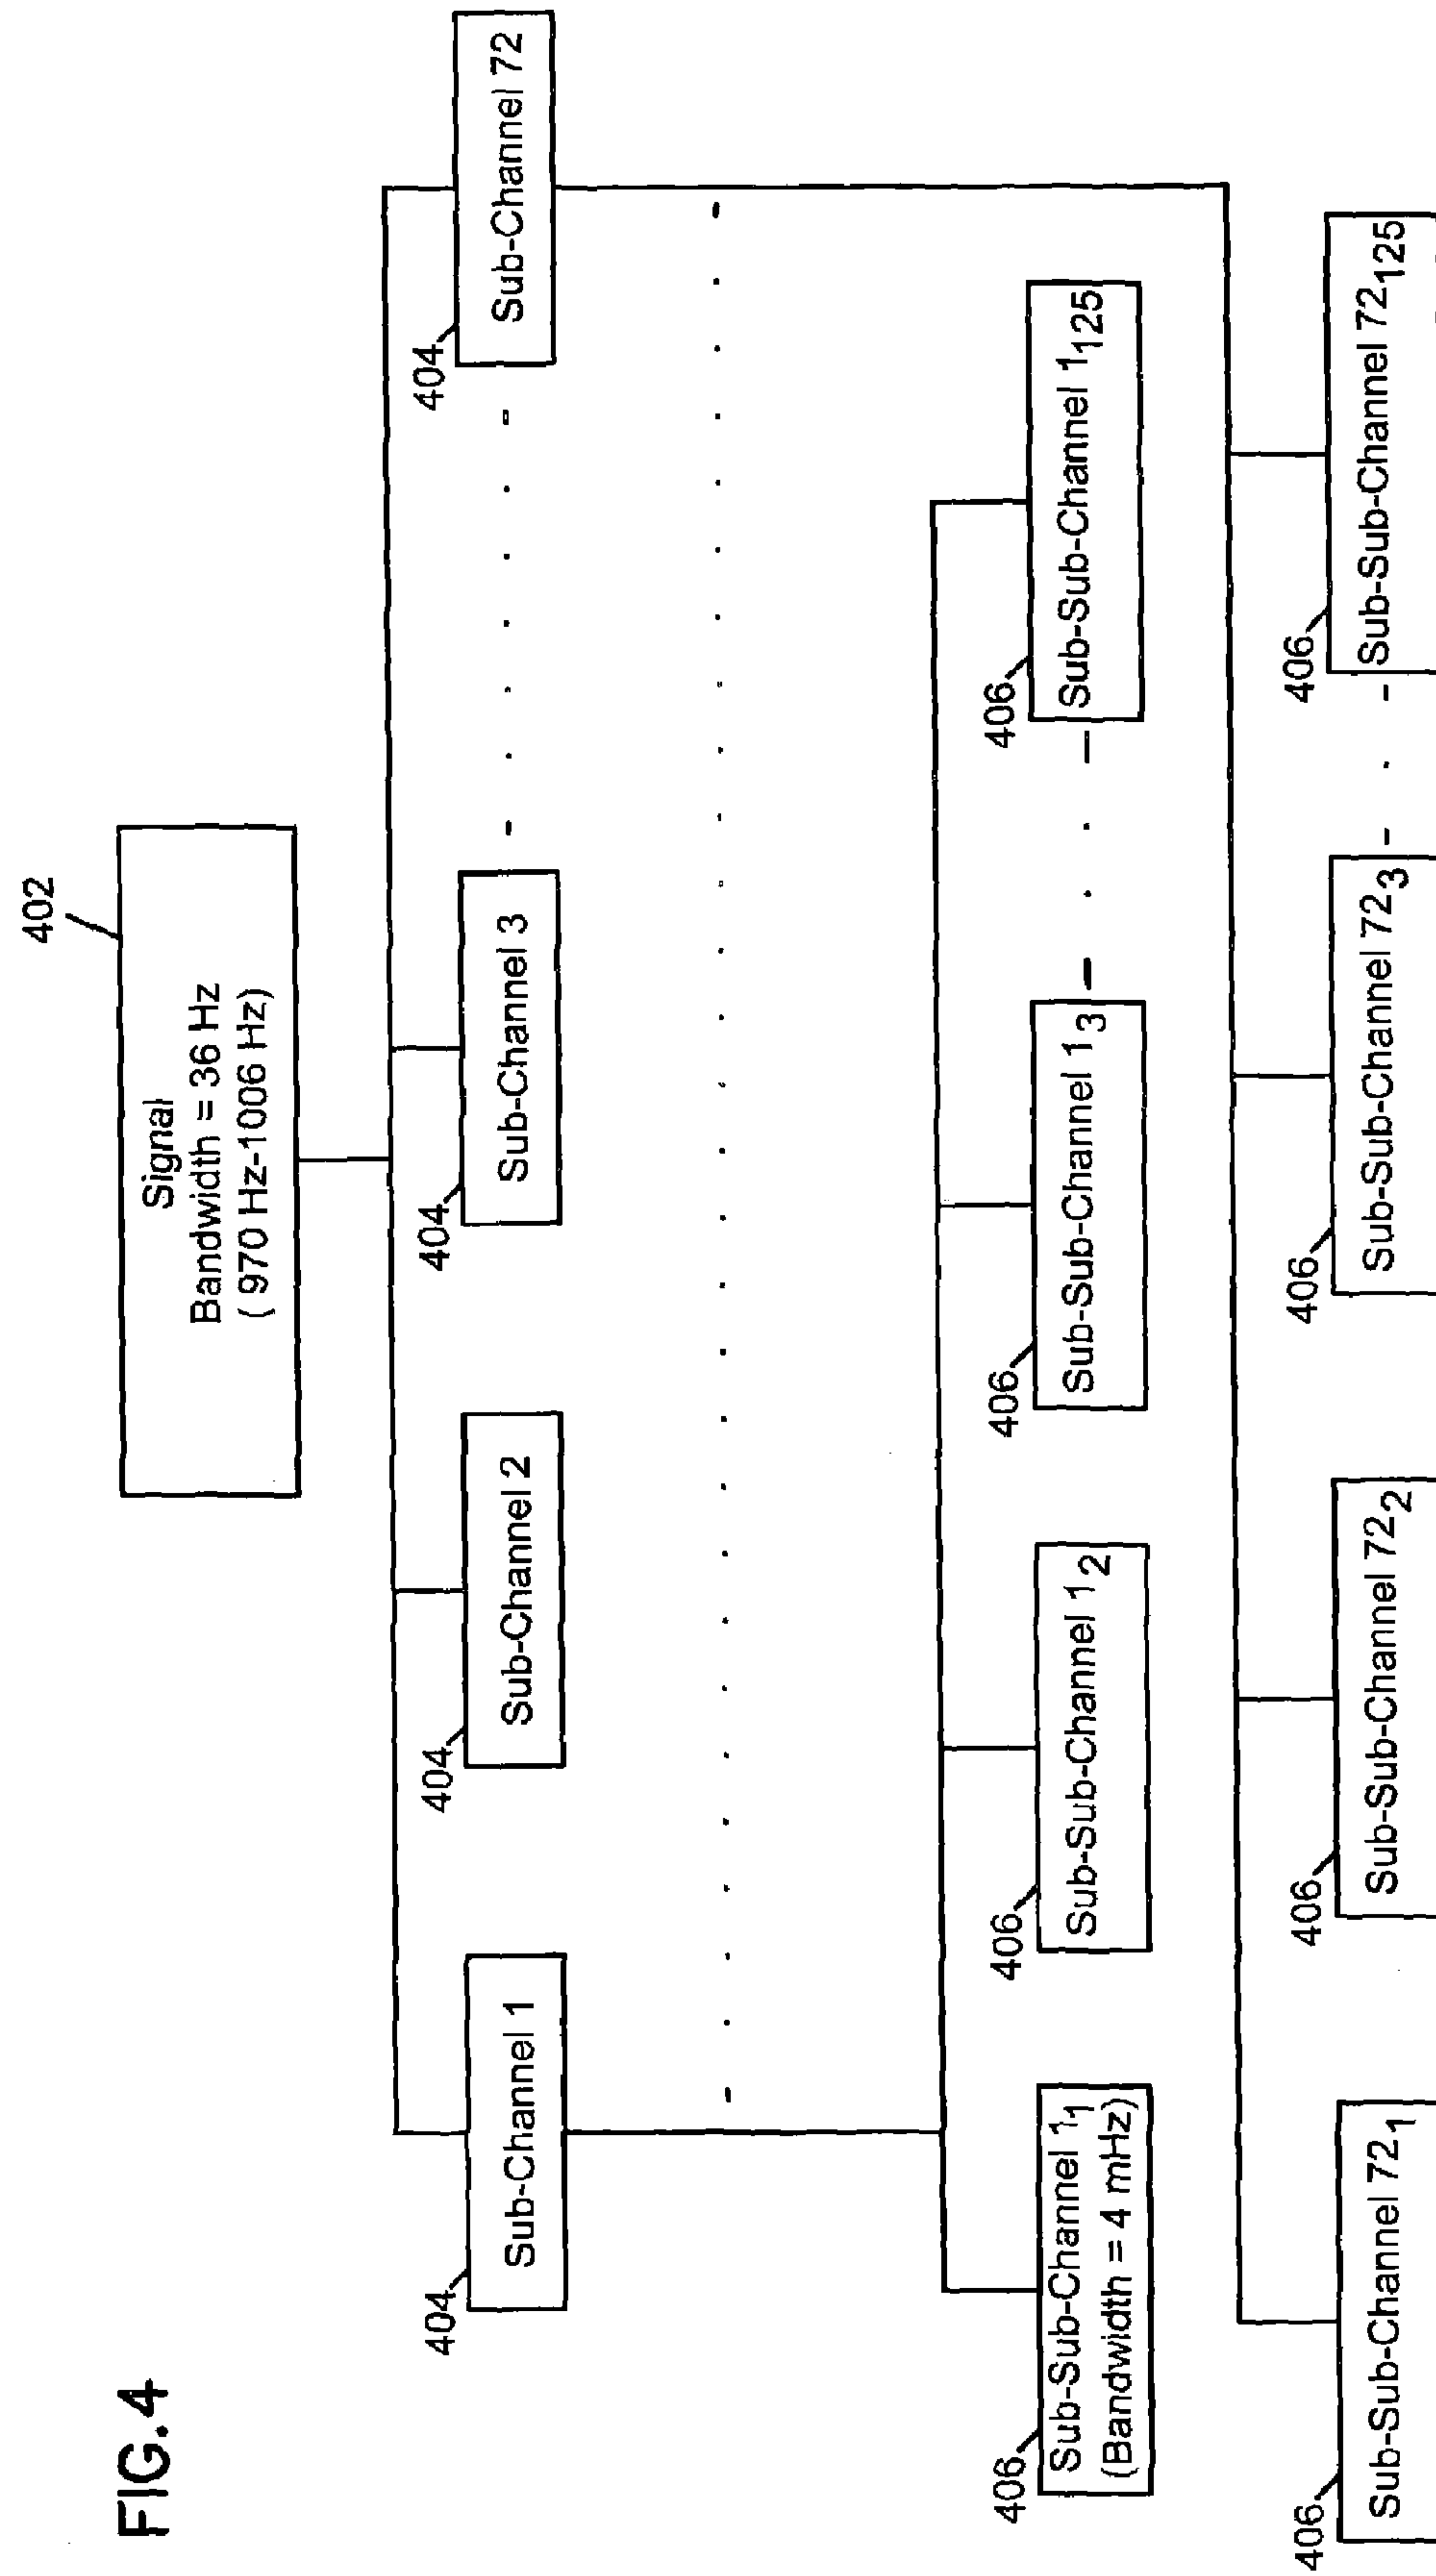 FIG.4
402
Signal
Bandwidth = 36 Hz
( 970 Hz-1006 Hz)
404
Sub-Channel 1
404
Sub-Channel 2
404
Sub-Channel 3
404
Sub-Channel 72
406
Sub-Sub-Channel 1₁
(Bandwidth = 4 mHz)
406
Sub-Sub-Channel 1₂
406
Sub-Sub-Channel 1₃
406
Sub-Sub-Channel 1₁₂₅
406
Sub-Sub-Channel 72₁
406
Sub-Sub-Channel 72₂
406
Sub-Sub-Channel 72₃
406
Sub-Sub-Channel 72₁₂₅